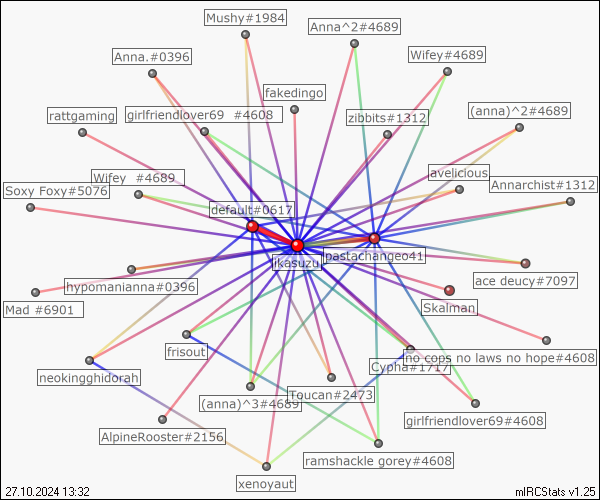 Mushy#1984
Anna^2#4689
Anna.#0396
Wifey#4689
fakedingo
rattgaming
girlfriendlover69 #4608
zibbits#1312
(anna)^2#4689
avelicious
Wifey #4689
Annarchist#1312
Soxy Foxy#5076
default#0617
pastachangeo41
jkasuzu
hypomanianna#0396
ace deucy#7097
Mad #6901
Skalman
frisout
no cops no laws no hope#4608
Cypha#1717
neokingghidorah
Toucan#2473
(anna)^3#4689
girlfriendlover69#4608
AlpineRooster#2156
ramshackle gorey#4608
xenoyaut
27.10.2024 13:32
mIRCStats v1.25